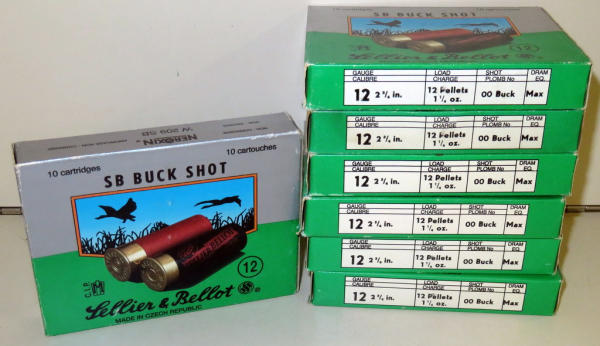 NON-CORROSIVE
NEROXIN
W 209 SB
10 cartridges
10 cartouches
SB BUCK SHOT
12
C.I.P.
Sellier & Bellot
SB ®
MADE IN CZECH REPUBLIC
SB BUCK SHOT
12
Sellier & Bellot
GAUGE LOAD SHOT DRAM
CALIBRE CHARGE PLOMB No EQ.
12 2 3/4 in. 12 Pellets 1 1/4 oz. 00 Buck Max
GAUGE LOAD SHOT DRAM
CALIBRE CHARGE PLOMB No EQ.
12 2 3/4 in. 12 Pellets 1 1/4 oz. 00 Buck Max
GAUGE LOAD SHOT DRAM
CALIBRE CHARGE PLOMB No EQ.
12 2 3/4 in. 12 Pellets 1 1/4 oz. 00 Buck Max
GAUGE LOAD SHOT DRAM
CALIBRE CHARGE PLOMB No EQ.
12 2 3/4 in. 12 Pellets 1 1/4 oz. 00 Buck Max
GAUGE LOAD SHOT DRAM
CALIBRE CHARGE PLOMB No EQ.
12 2 3/4 in. 12 Pellets 1 1/4 oz. 00 Buck Max
GAUGE LOAD SHOT DRAM
CALIBRE CHARGE PLOMB No EQ.
12 2 3/4 in. 12 Pellets 1 1/4 oz. 00 Buck Max